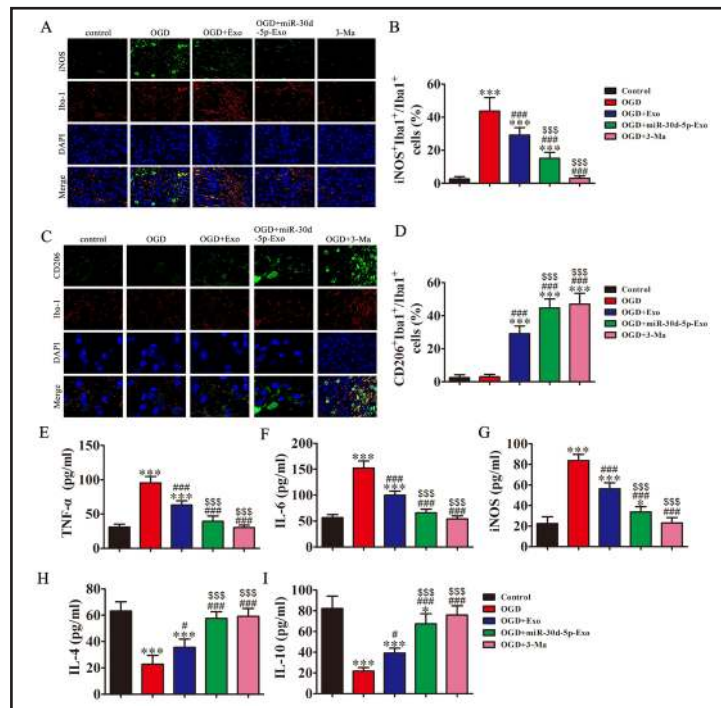 A
control
OGD
OGD+Exo
OGD+miR-30d
-5p-Exo
3-Ma
iNOS
Iba-1
DAPI
Merge
B
iNOS⁺Iba1⁺/Iba1⁺
cells (%)
60
40
20
0
***
###
***
$$$
###
***
$$$
###
Control
OGD
OGD+Exo
OGD+miR-30d-5p-Exo
OGD+3-Ma
C
control
OGD
OGD+Exo
OGD+miR-30d
-5p-Exo
OGD+3-Ma
CD206
Iba-1
DAPI
Merge
D
CD206⁺Iba1⁺/Iba1⁺
cells (%)
60
40
20
0
###
***
$$$
###
***
$$$
###
***
Control
OGD
OGD+Exo
OGD+miR-30d-5p-Exo
OGD+3-Ma
E
TNF-α (pg/ml)
150
100
50
0
***
###
***
$$$
###
$$$
###
F
IL-6 (pg/ml)
200
150
100
50
0
***
###
***
$$$
###
$$$
###
G
iNOS (pg/ml)
100
80
60
40
20
0
***
###
***
$$$
###
*
$$$
###
H
IL-4 (pg/ml)
80
60
40
20
0
***
#
***
$$$
###
$$$
###
I
IL-10 (pg/ml)
100
80
60
40
20
0
***
#
***
$$$
###
*
$$$
###
Control
OGD
OGD+Exo
OGD+miR-30d-5p-Exo
OGD+3-Ma